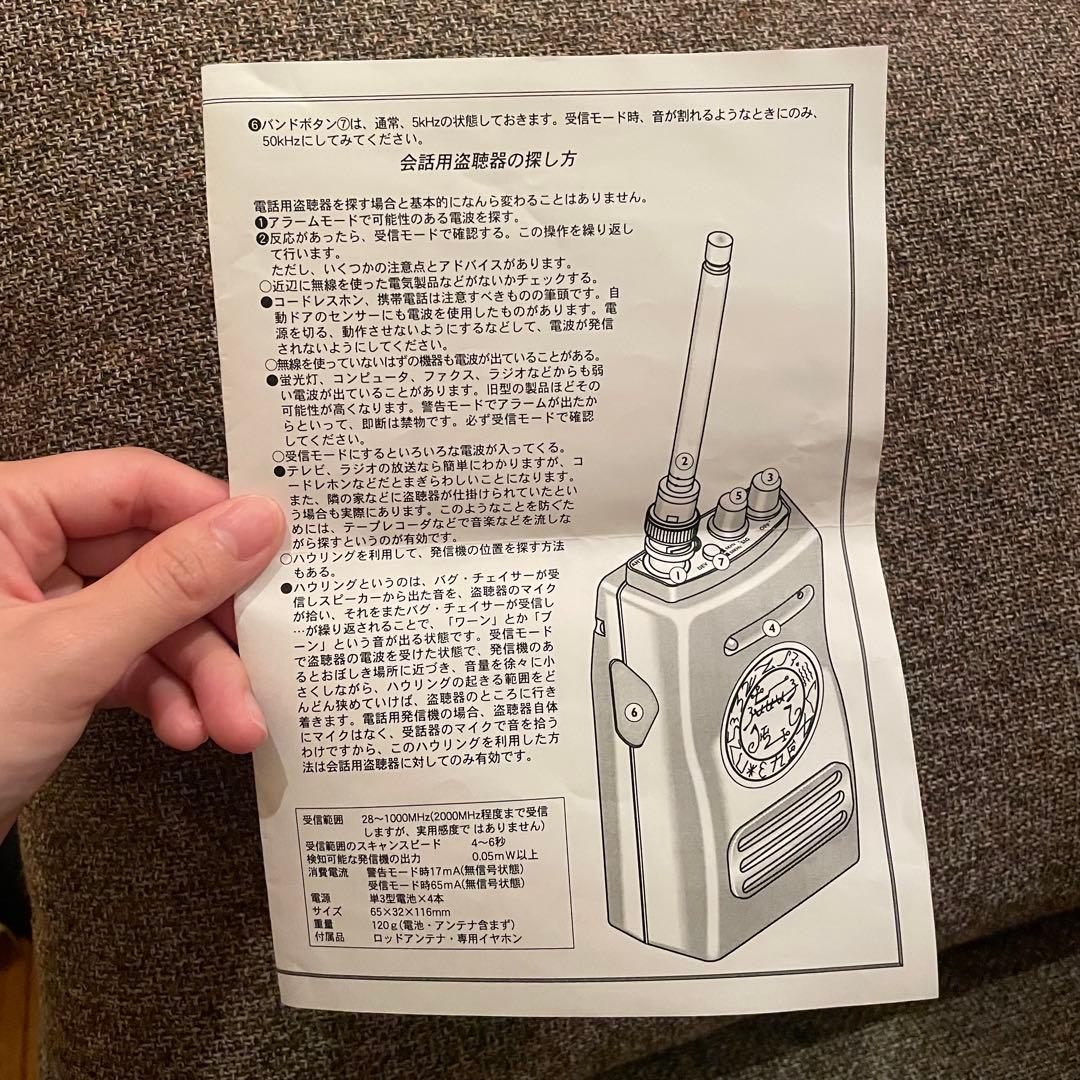 ❻バンドボタン⑦は、通常、5kHzの状態しておきます。受信モード時、音が割れるようなときにのみ、
50kHzにしてみてください。
会話用盗聴器の探し方
電話用盗聴器を探す場合と基本的になんら変わることはありません。
❶アラームモードで可能性のある電波を探す。
❷反応があったら、受信モードで確認する。この操作を繰り返し
て行います。
ただし、いくつかの注意点とアドバイスがあります。
○近辺に無線を使った電気製品などがないかチェックする。
●コードレスホン、携帯電話は注意すべきものの筆頭です。自
動ドアのセンサーにも電波を使用したものがあります。電
源を切る、動作させないようにするなどして、電波が発信
されないようにしてください。
○無線を使っていないはずの機器も電波が出ていることがある。
●蛍光灯、コンピュータ、ファクス、ラジオなどからも弱
い電波が出ていることがあります。旧型の製品ほどその
可能性が高くなります。警告モードでアラームが出たか
らといって、即断は禁物です。必ず受信モードで確認
してください。
○受信モードにするといろいろな電波が入ってくる。
●テレビ、ラジオの放送なら簡単にわかりますが、コ
ードレホンなどだとまぎらわしいことになります。
また、隣の家などに盗聴器が仕掛けられていたとい
う場合も実際にあります。このようなことを防ぐた
めには、テープレコーダなどで音楽などを流しな
がら探すというのが有効です。
○ハウリングを利用して、発信機の位置を探す方法
もある。
●ハウリングというのは、バグ・チェイサーが受
信しスピーカーから出た音を、盗聴器のマイク
が拾い、それをまたバグ・チェイサーが受信し
…が繰り返されることで、「ワーン」とか「ブ
ーン」という音が出る状態です。受信モード
で盗聴器の電波を受けた状態で、発信機のあ
るとおぼしき場所に近づき、音量を徐々に小
さくしながら、ハウリングの起きる範囲をど
んどん狭めていけば、盗聴器のところに行き
着きます。電話用発信機の場合、盗聴器自体
にマイクはなく、受話器のマイクで音を拾う
わけですから、このハウリングを利用した方
法は会話用盗聴器に対してのみ有効です。
受信範囲 28～1000MHz(2000MHz程度まで受信
しますが、実用感度で はありません)
受信範囲のスキャンスピード 4～6秒
検知可能な発信機の出力 0.05mW以上
消費電流 警告モード時17mA(無信号状態)
受信モード時65mA(無信号状態)
電源 単3型電池×4本
サイズ 65×32×116mm
重量 120g(電池・アンテナ含まず)
付属品 ロッドアンテナ・専用イヤホン
②
③
⑤
①
⑦
④
⑥